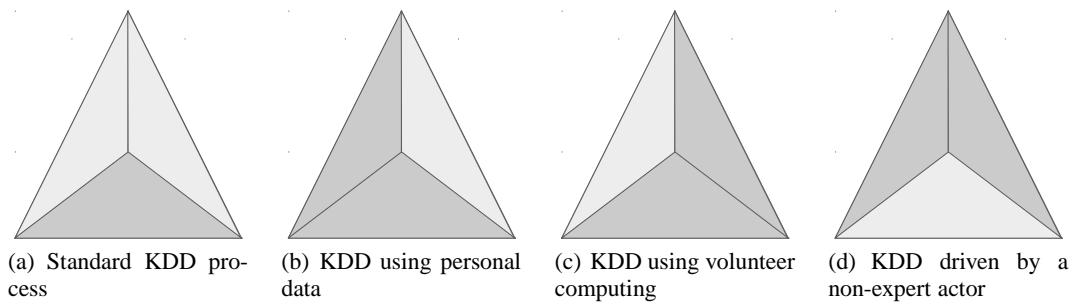 (a) Standard KDD pro-
cess
(b) KDD using personal
data
(c) KDD using volunteer
computing
(d) KDD driven by a
non-expert actor